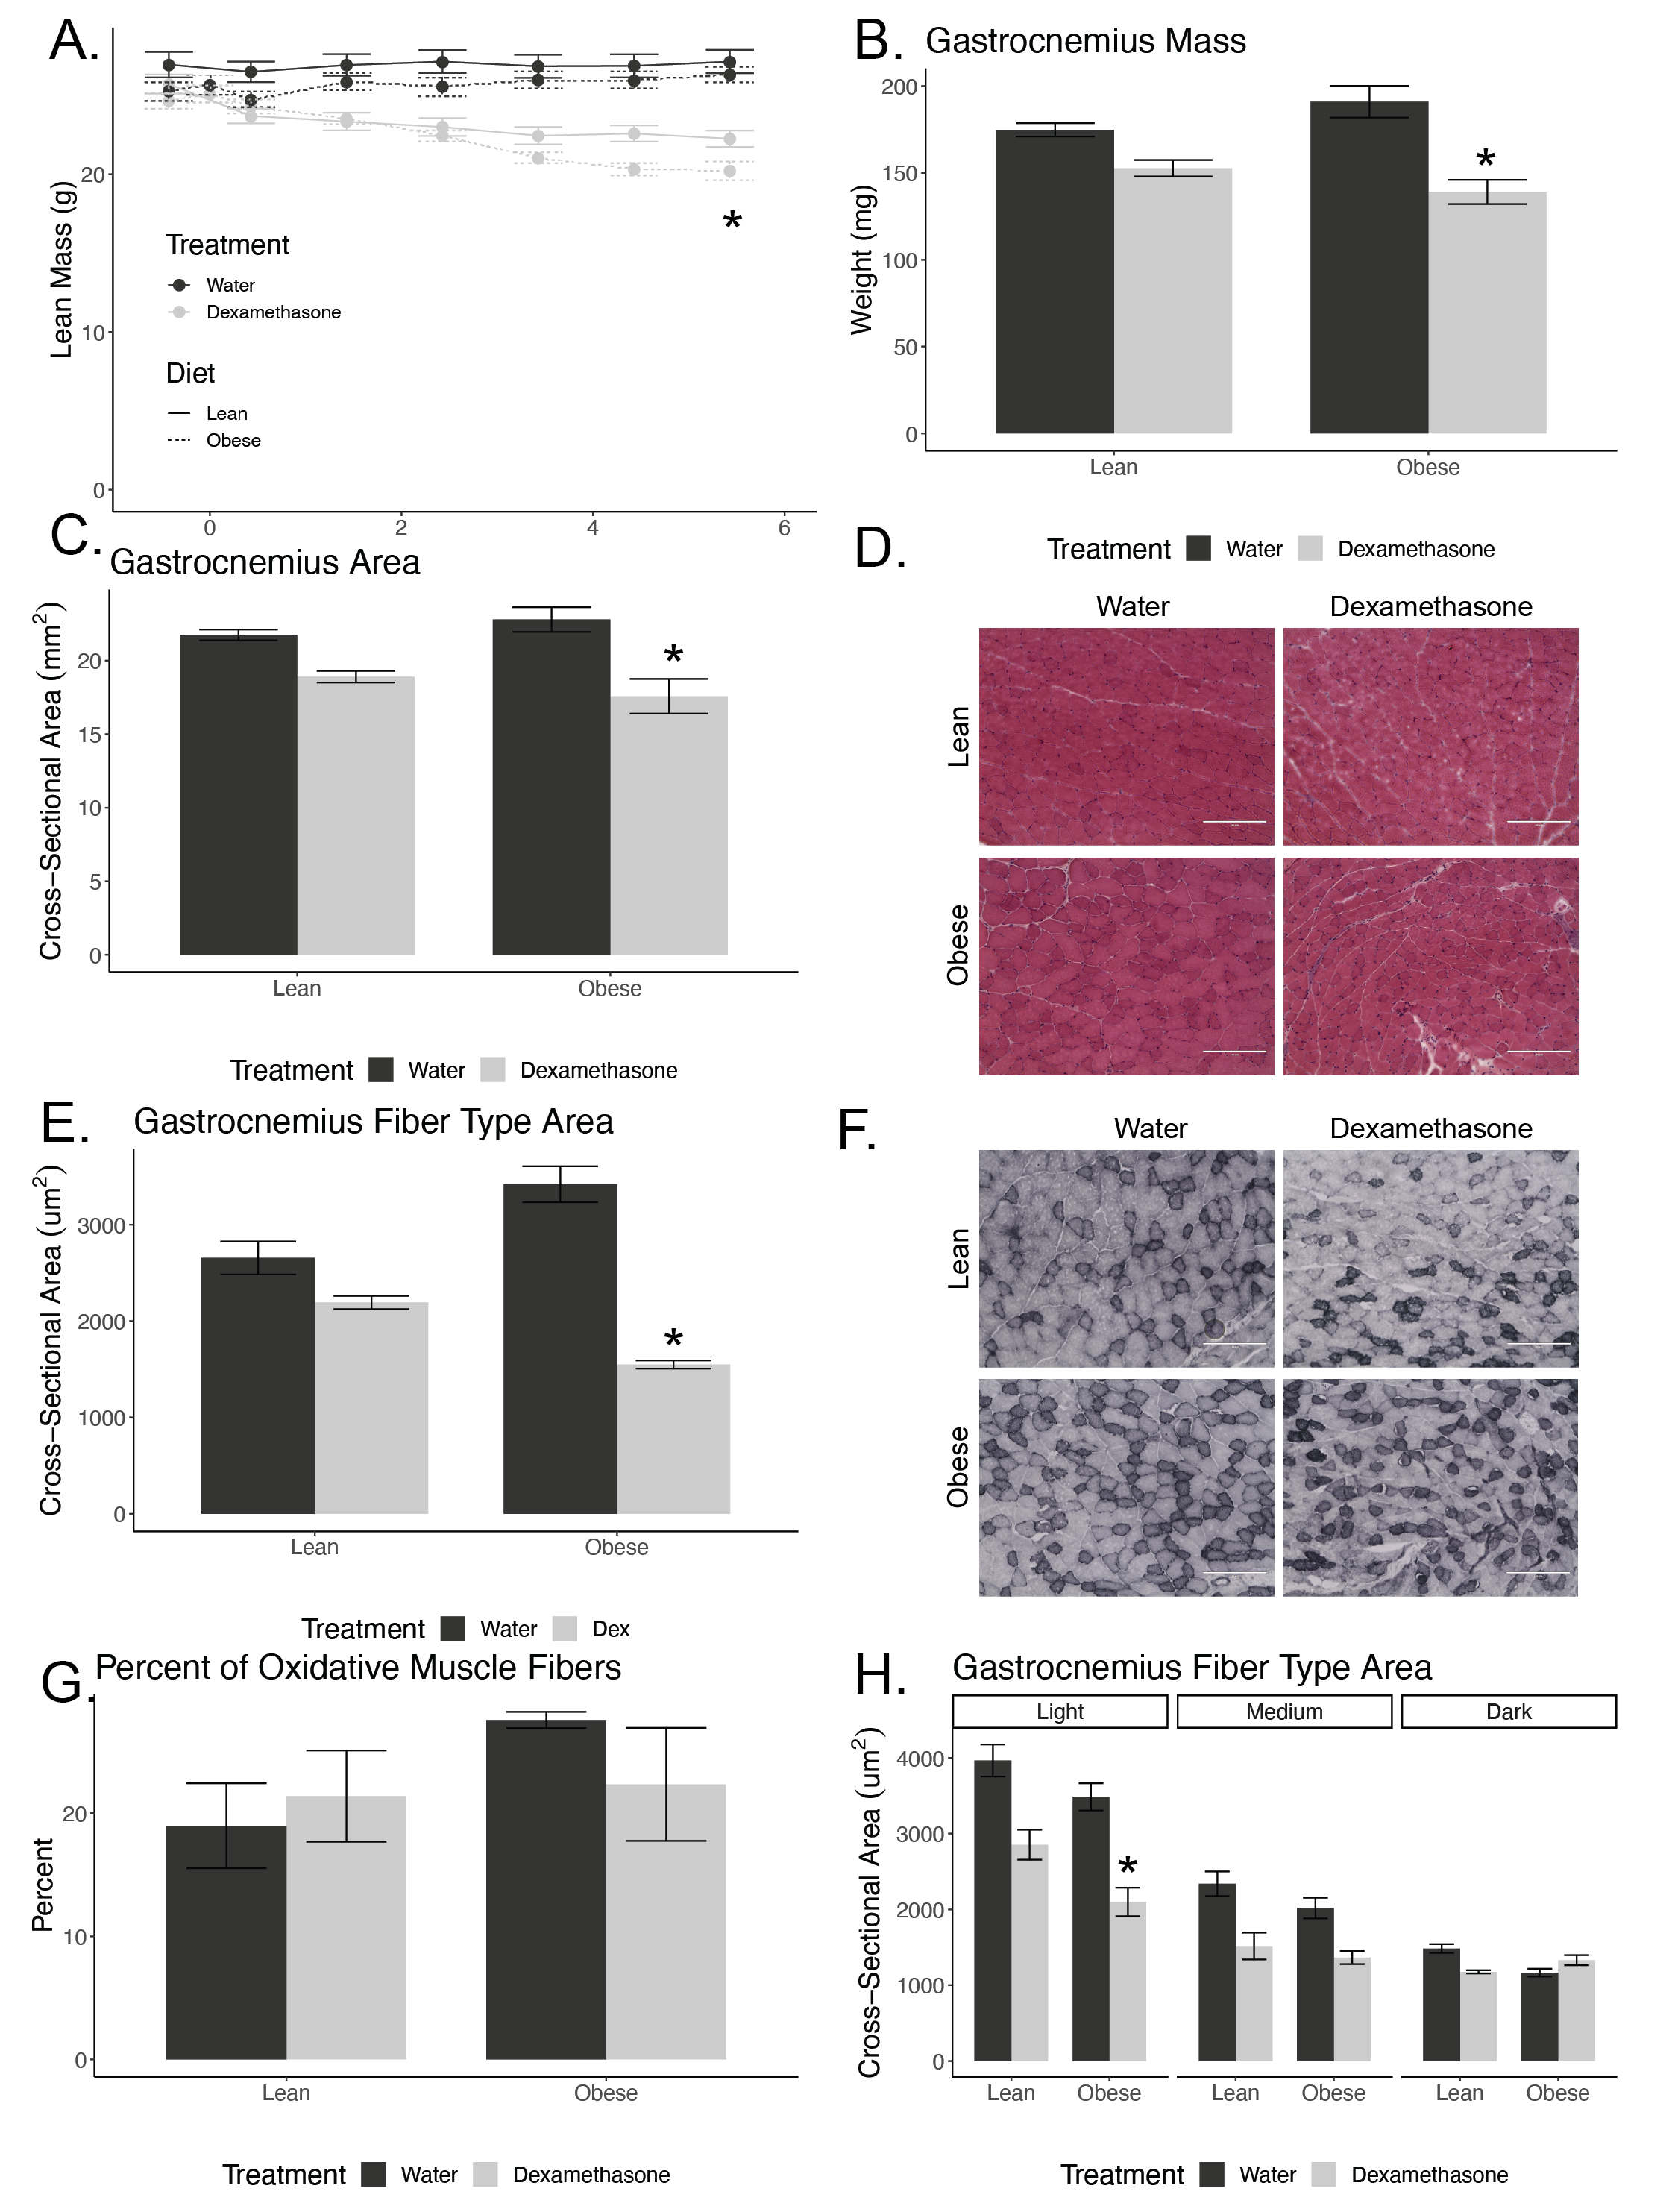 A.
Lean Mass (g)
20
10
0
Treatment
Water
Dexamethasone
Diet
Lean
Obese
*
0 2 4 6
B.
Gastrocnemius Mass
Weight (mg)
200
150
100
50
0
*
Lean Obese
Treatment Water Dexamethasone
C.
Gastrocnemius Area
Cross−Sectional Area (mm2)
20
15
10
5
0
*
Lean Obese
Treatment Water Dexamethasone
D.
Water Dexamethasone
Lean
Obese
E.
Gastrocnemius Fiber Type Area
Cross−Sectional Area (um2)
3000
2000
1000
0
*
Lean Obese
Treatment Water Dex
F.
Water Dexamethasone
Lean
Obese
G.
Percent of Oxidative Muscle Fibers
Percent
20
10
0
Lean Obese
Treatment Water Dexamethasone
H.
Gastrocnemius Fiber Type Area
Light Medium Dark
Cross−Sectional Area (um2)
4000
3000
2000
1000
0
*
Lean Obese Lean Obese Lean Obese
Treatment Water Dexamethasone